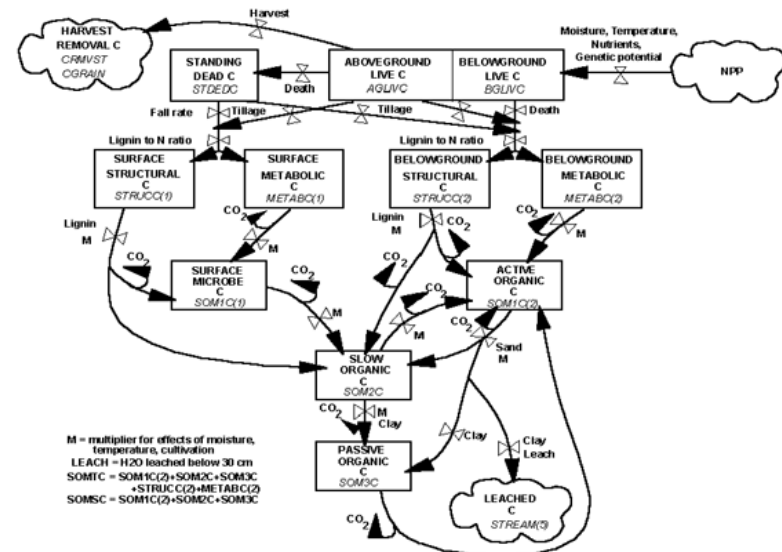 Harvest
HARVEST
REMOVAL C
CRMVST
CGRAIN
STANDING
DEAD C
STDEDC
Death
ABOVEGROUND
LIVE C
AGLIVC
BELOWGROUND
LIVE C
BGLIVC
Moisture, Temperature,
Nutrients,
Genetic potential
NPP
Fall rate
Tillage
Tillage
Death
Lignin to N ratio
Lignin to N ratio
SURFACE
STRUCTURAL
C
STRUCC(1)
SURFACE
METABOLIC
C
METABC(1)
BELOWGROUND
STRUCTURAL
C
STRUCC(2)
BELOWGROUND
METABOLIC
C
METABC(2)
Lignin
M
CO2
M
Lignin
M
CO2
M
CO2
SURFACE
MICROBE
C
SOM1C(1)
CO2
M
CO2
CO2
M
ACTIVE
ORGANIC
C
SOM1C(2)
CO2
Sand
M
SLOW
ORGANIC
C
SOM2C
CO2
M
Clay
Clay
Clay
Leach
PASSIVE
ORGANIC
C
SOM3C
CO2
LEACHED
C
STREAM(5)
M = multiplier for effects of moisture,
temperature, cultivation
LEACH = H2O leached below 30 cm
SOMTC = SOM1C(2)+SOM2C+SOM3C
+STRUCC(2)+METABC(2)
SOMSC = SOM1C(2)+SOM2C+SOM3C